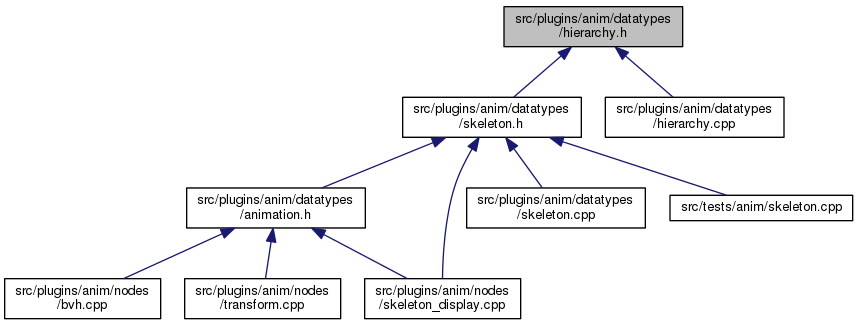 src/plugins/anim/datatypes
/hierarchy.h
src/plugins/anim/datatypes
/skeleton.h
src/plugins/anim/datatypes
/hierarchy.cpp
src/plugins/anim/datatypes
/animation.h
src/plugins/anim/datatypes
/skeleton.cpp
src/tests/anim/skeleton.cpp
src/plugins/anim/nodes
/bvh.cpp
src/plugins/anim/nodes
/transform.cpp
src/plugins/anim/nodes
/skeleton_display.cpp